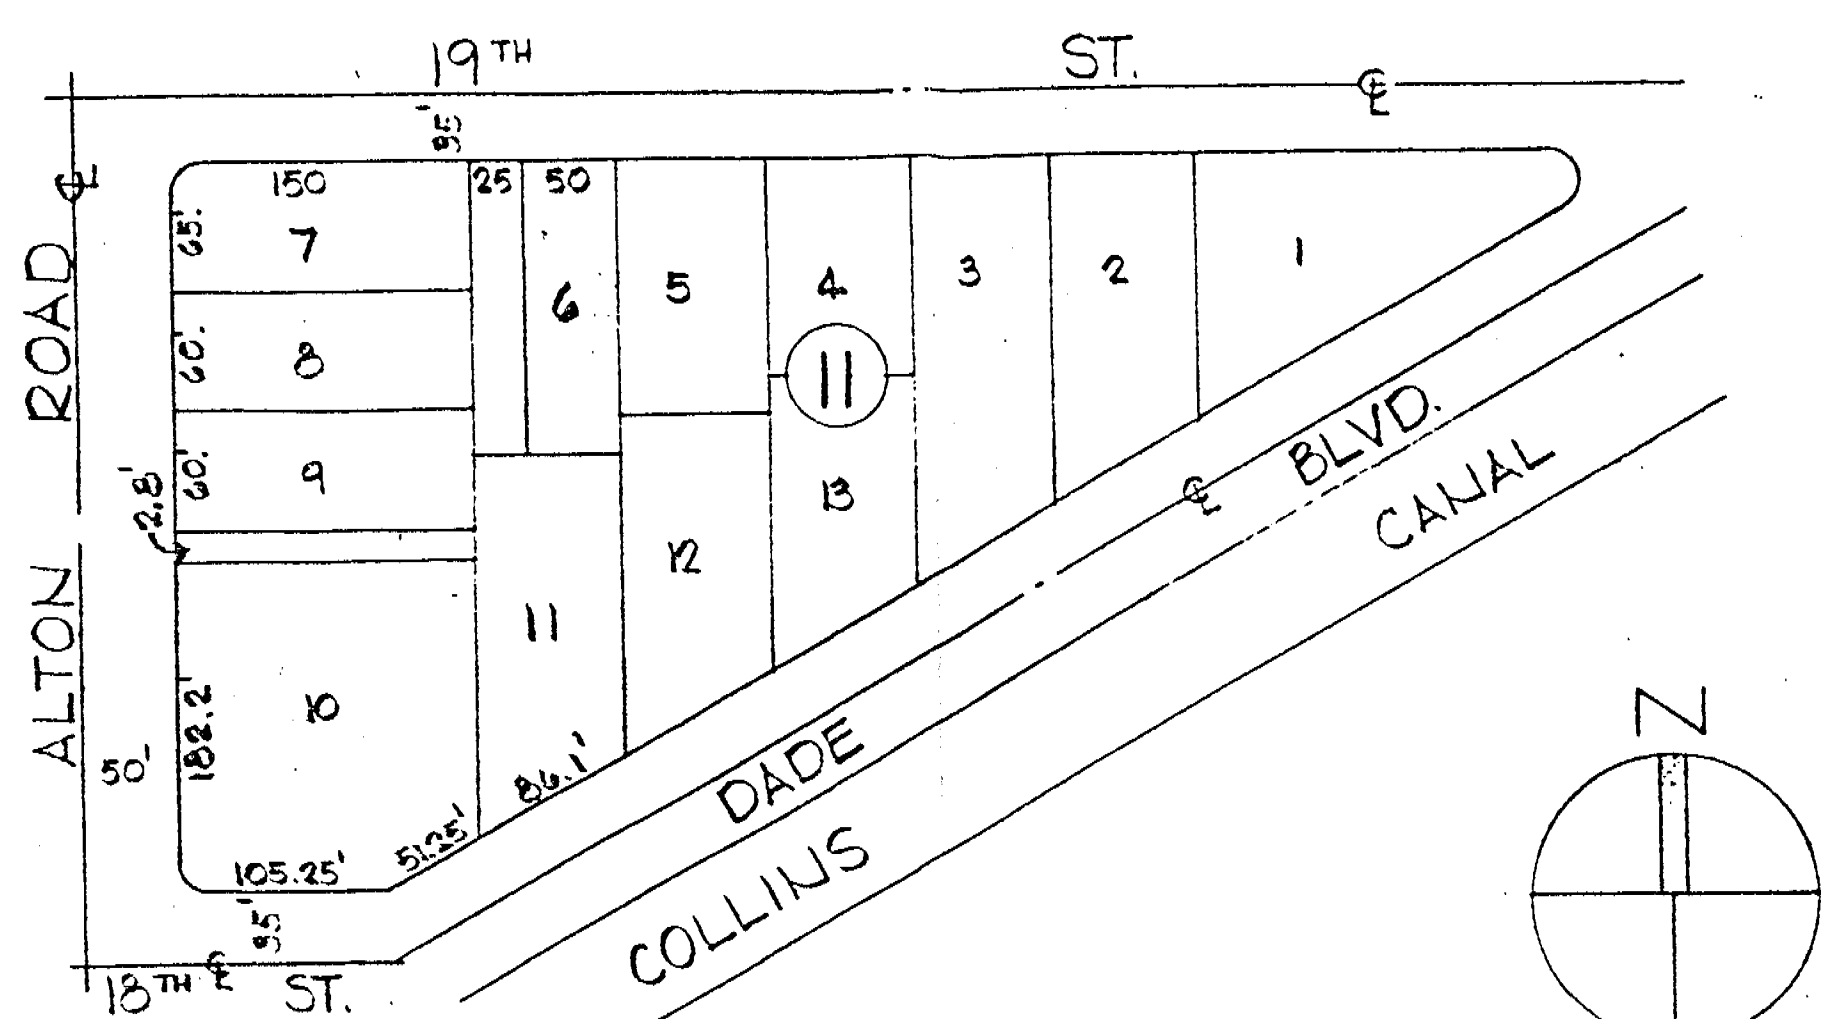 19TH ST. ℄
35'
℄
150 25 50
65'
7 6 5 4 3 2 1
60'
8
11
60'
9
2.8'
12 13
11
10
182.2'
50'
ALTON ROAD
℄
DADE BLVD.
COLLINS CANAL
86.1'
51.25'
105.25'
35'
18TH ℄ ST.
N